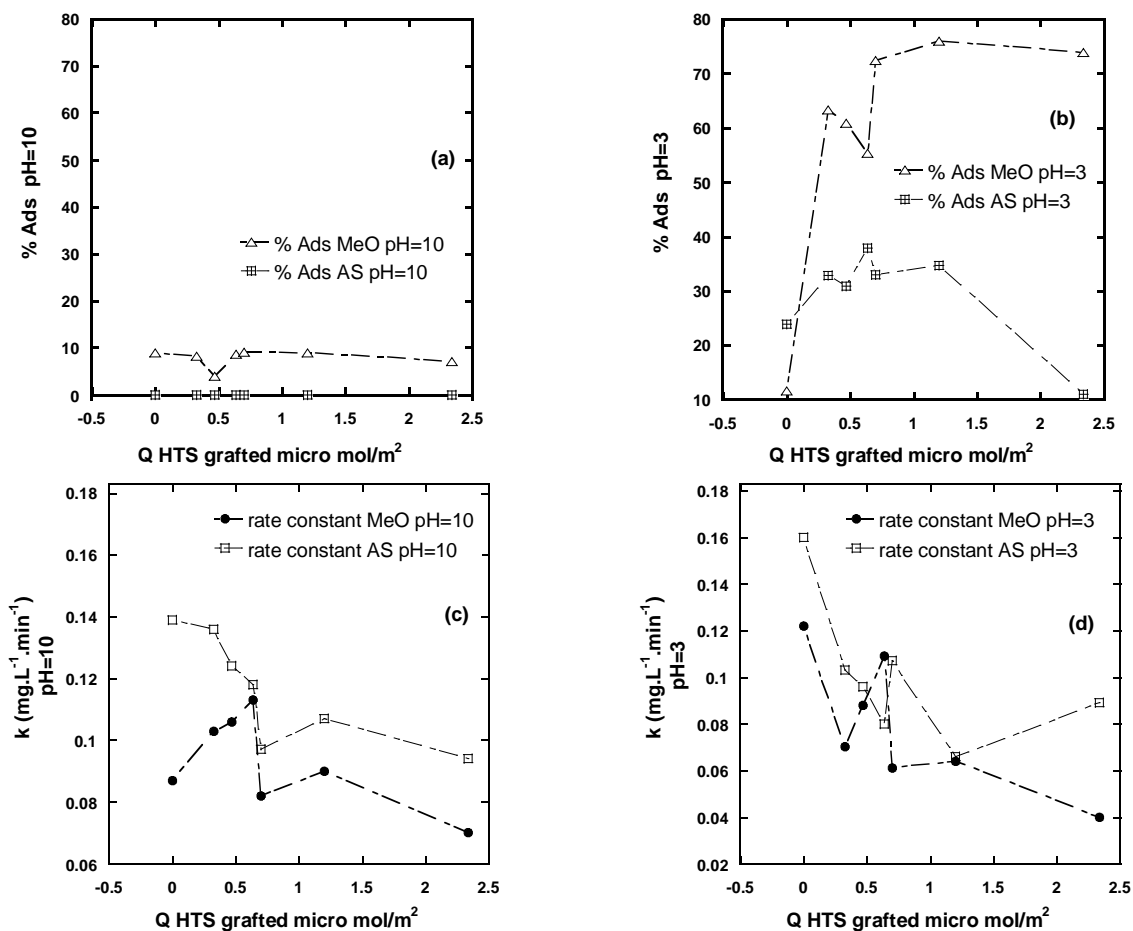 80
70
60
50
40
30
20
10
0
% Ads pH=10
(a)
% Ads MeO pH=10
% Ads AS pH=10
-0.5 0 0.5 1 1.5 2 2.5
Q HTS grafted micro mol/m²
80
70
60
50
40
30
20
10
% Ads pH=3
(b)
% Ads MeO pH=3
% Ads AS pH=3
-0.5 0 0.5 1 1.5 2 2.5
Q HTS grafted micro mol/m²
0.18
0.16
0.14
0.12
0.1
0.08
0.06
k (mg.L⁻¹.min⁻¹)
pH=10
rate constant MeO pH=10
rate constant AS pH=10
(c)
-0.5 0 0.5 1 1.5 2 2.5
Q HTS grafted micro mol/m²
0.18
0.16
0.14
0.12
0.1
0.08
0.06
0.04
0.02
k (mg.L⁻¹.min⁻¹)
pH=3
rate constant MeO pH=3
rate constant AS pH=3
(d)
-0.5 0 0.5 1 1.5 2 2.5
Q HTS grafted micro mol/m²